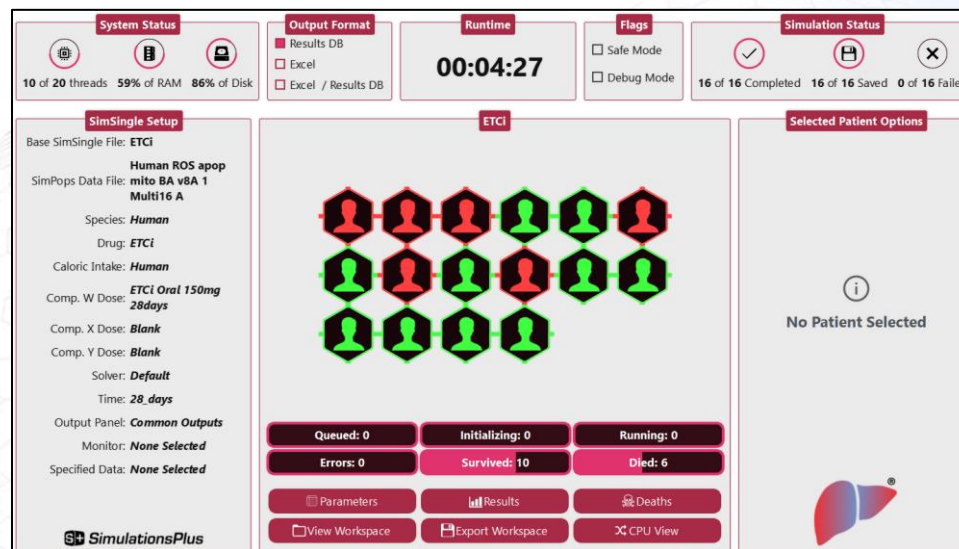 System Status
10 of 20 threads 59% of RAM 86% of Disk
Output Format
Results DB
Excel
Excel / Results DB
Runtime
00:04:27
Flags
Safe Mode
Debug Mode
Simulation Status
16 of 16 Completed 16 of 16 Saved 0 of 16 Faile
SimSingle Setup
Base SimSingle File: ETCi
SimPops Data File: Human ROS apop
mito BA v8A 1
Multi16 A
Species: Human
Drug: ETCi
Caloric Intake: Human
Comp. W Dose: ETCi Oral 150mg
28days
Comp. X Dose: Blank
Comp. Y Dose: Blank
Solver: Default
Time: 28_days
Output Panel: Common Outputs
Monitor: None Selected
Specified Data: None Selected
S+ SimulationsPlus
ETCi
Queued: 0 Initializing: 0 Running: 0
Errors: 0 Survived: 10 Died: 6
Parameters Results Deaths
View Workspace Export Workspace CPU View
Selected Patient Options
No Patient Selected
®